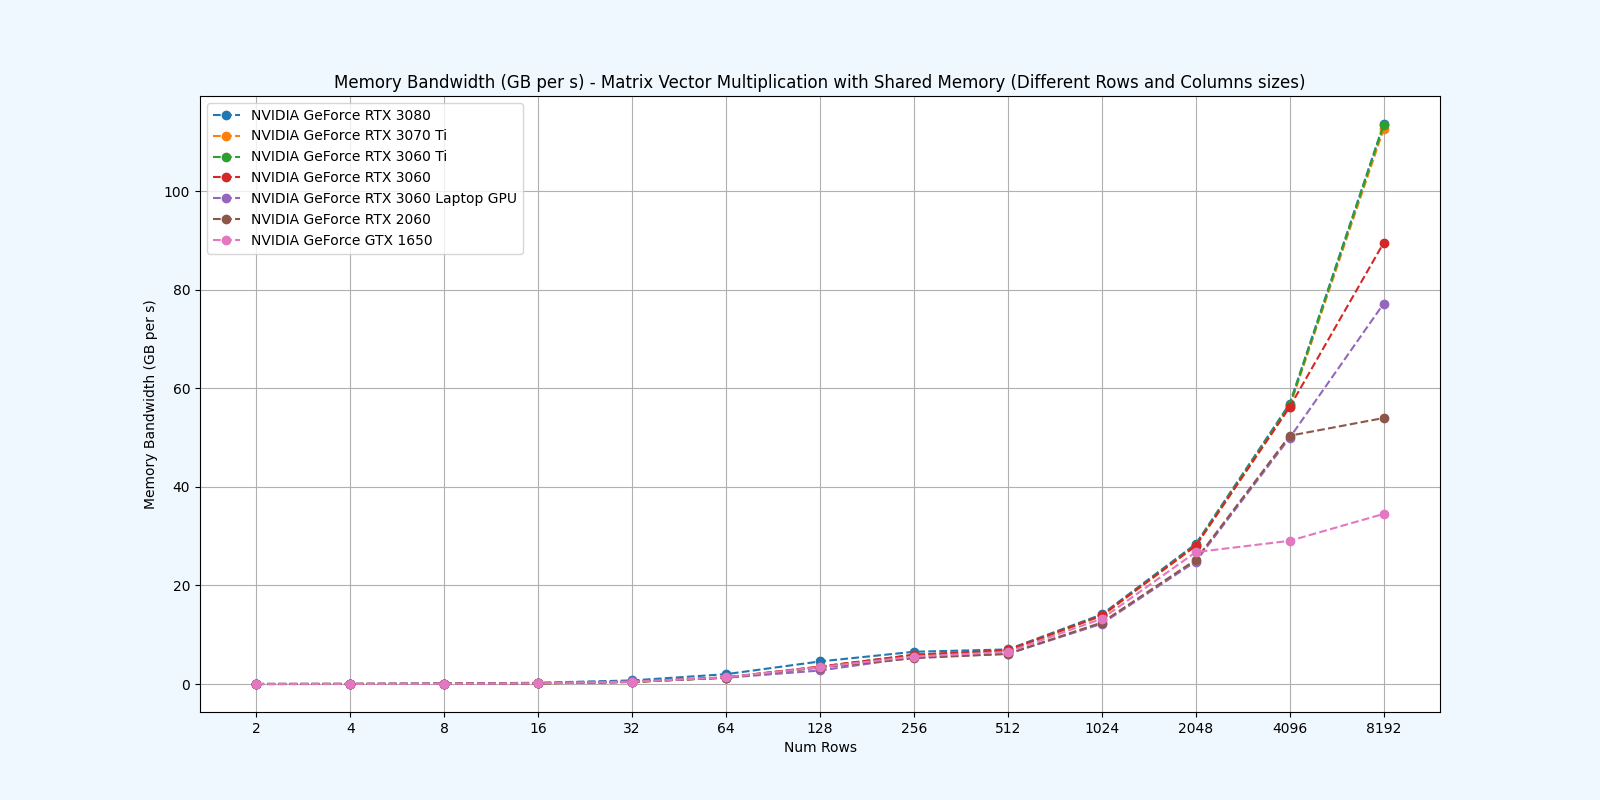 Memory Bandwidth (GB per s) - Matrix Vector Multiplication with Shared Memory (Different Rows and Columns sizes)
NVIDIA GeForce RTX 3080
NVIDIA GeForce RTX 3070 Ti
NVIDIA GeForce RTX 3060 Ti
NVIDIA GeForce RTX 3060
NVIDIA GeForce RTX 3060 Laptop GPU
NVIDIA GeForce RTX 2060
NVIDIA GeForce GTX 1650
Memory Bandwidth (GB per s)
100
80
60
40
20
0
2 4 8 16 32 64 128 256 512 1024 2048 4096 8192
Num Rows